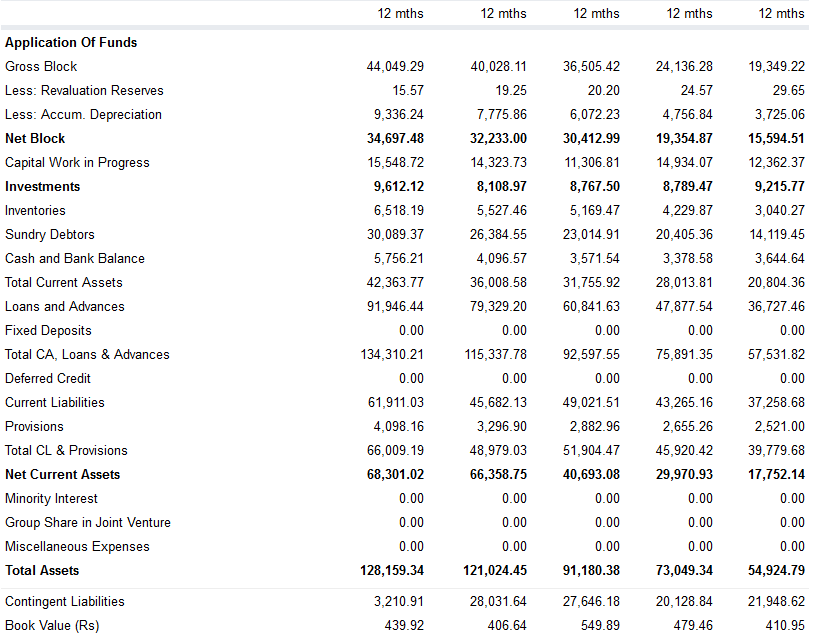 12 mths 12 mths 12 mths 12 mths 12 mths
Application Of Funds
Gross Block 44,049.29 40,028.11 36,505.42 24,136.28 19,349.22
Less: Revaluation Reserves 15.57 19.25 20.20 24.57 29.65
Less: Accum. Depreciation 9,336.24 7,775.86 6,072.23 4,756.84 3,725.06
Net Block 34,697.48 32,233.00 30,412.99 19,354.87 15,594.51
Capital Work in Progress 15,548.72 14,323.73 11,306.81 14,934.07 12,362.37
Investments 9,612.12 8,108.97 8,767.50 8,789.47 9,215.77
Inventories 6,518.19 5,527.46 5,169.47 4,229.87 3,040.27
Sundry Debtors 30,089.37 26,384.55 23,014.91 20,405.36 14,119.45
Cash and Bank Balance 5,756.21 4,096.57 3,571.54 3,378.58 3,644.64
Total Current Assets 42,363.77 36,008.58 31,755.92 28,013.81 20,804.36
Loans and Advances 91,946.44 79,329.20 60,841.63 47,877.54 36,727.46
Fixed Deposits 0.00 0.00 0.00 0.00 0.00
Total CA, Loans & Advances 134,310.21 115,337.78 92,597.55 75,891.35 57,531.82
Deferred Credit 0.00 0.00 0.00 0.00 0.00
Current Liabilities 61,911.03 45,682.13 49,021.51 43,265.16 37,258.68
Provisions 4,098.16 3,296.90 2,882.96 2,655.26 2,521.00
Total CL & Provisions 66,009.19 48,979.03 51,904.47 45,920.42 39,779.68
Net Current Assets 68,301.02 66,358.75 40,693.08 29,970.93 17,752.14
Minority Interest 0.00 0.00 0.00 0.00 0.00
Group Share in Joint Venture 0.00 0.00 0.00 0.00 0.00
Miscellaneous Expenses 0.00 0.00 0.00 0.00 0.00
Total Assets 128,159.34 121,024.45 91,180.38 73,049.34 54,924.79
Contingent Liabilities 3,210.91 28,031.64 27,646.18 20,128.84 21,948.62
Book Value (Rs) 439.92 406.64 549.89 479.46 410.95